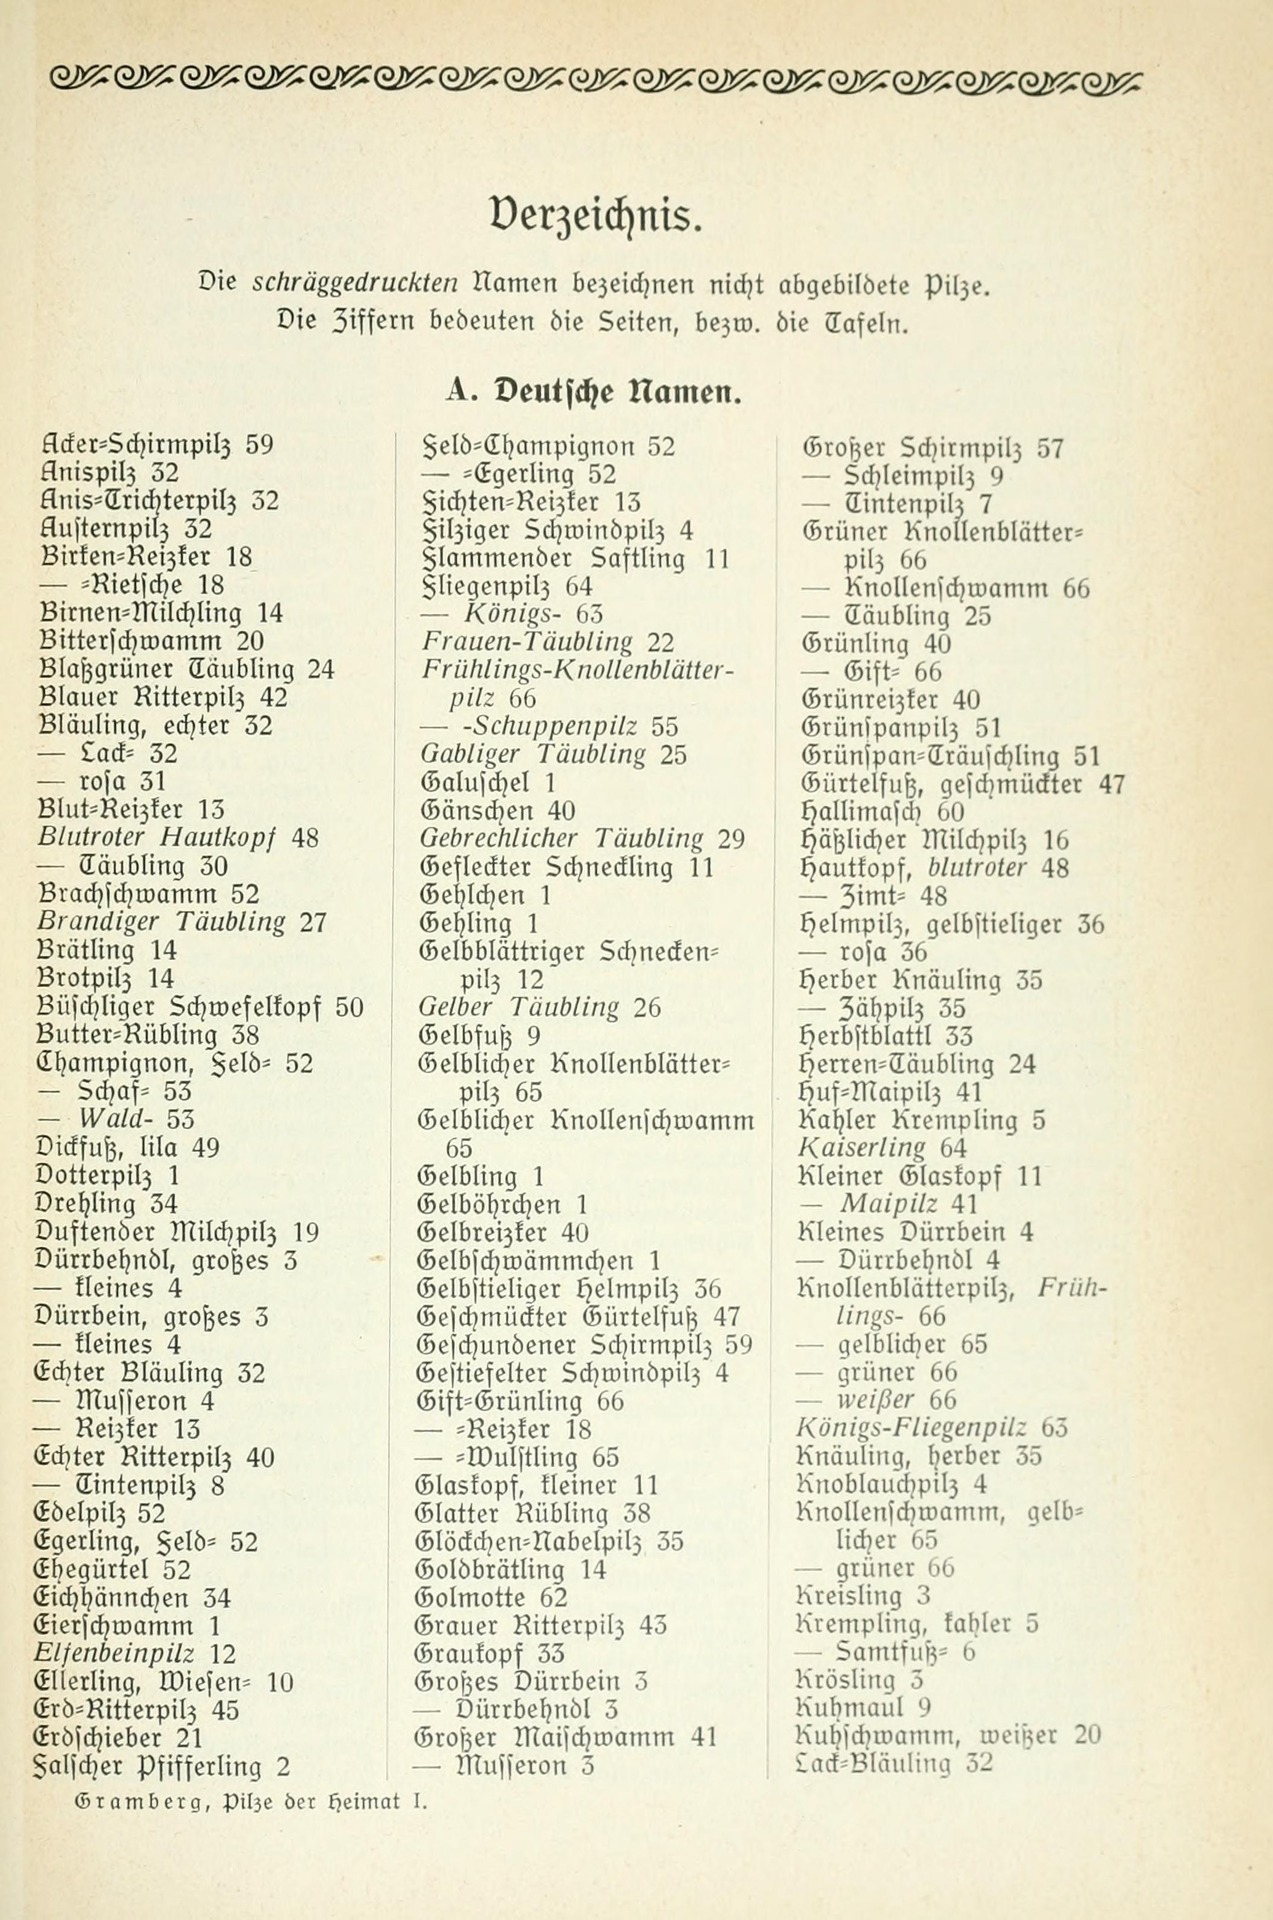 Verzeichnis.
Die schräggedruckten Namen bezeichnen nicht abgebildete Pilze.
Die Ziffern bedeuten die Seiten, bezw. die Tafeln.
A. Deutsche Namen.
Acker-Schirmpilz 59
Anispilz 32
Anis-Trichterpilz 32
Austernpilz 32
Birken-Reizker 18
— -Rietsche 18
Birnen-Milchling 14
Bitterschwamm 20
Blaßgrüner Täubling 24
Blauer Ritterpilz 42
Bläuling, echter 32
— Lack- 32
— rosa 31
Blut-Reizker 13
Blutroter Hautkopf 48
— Täubling 30
Brachschwamm 52
Brandiger Täubling 27
Brätling 14
Brotpilz 14
Büschliger Schwefelkopf 50
Butter-Rübling 38
Champignon, Feld- 52
— Schaf- 53
— Wald- 53
Dickfuß, lila 49
Dotterpilz 1
Drehling 34
Duftender Milchpilz 19
Dürrbehndl, großes 3
— kleines 4
Dürrbein, großes 3
— kleines 4
Echter Bläuling 32
— Musseron 4
— Reizker 13
Echter Ritterpilz 40
— Tintenpilz 8
Edelpilz 52
Egerling, Feld- 52
Ehegürtel 52
Eichhännchen 34
Eierschwamm 1
Elfenbeinpilz 12
Ellerling, Wiesen- 10
Erd-Ritterpilz 45
Erdschieber 21
Falscher Pfifferling 2
Feld-Champignon 52
— -Egerling 52
Fichten-Reizker 13
Filziger Schwindpilz 4
Flammender Saftling 11
Fliegenpilz 64
— Königs- 63
Frauen-Täubling 22
Frühlings-Knollenblätter-
pilz 66
— -Schuppenpilz 55
Gabliger Täubling 25
Galuschel 1
Gänschen 40
Gebrechlicher Täubling 29
Gefleckter Schneckling 11
Gehlchen 1
Gehling 1
Gelbblättriger Schnecken-
pilz 12
Gelber Täubling 26
Gelbfuß 9
Gelblicher Knollenblätter-
pilz 65
Gelblicher Knollenschwamm
65
Gelbling 1
Gelböhrchen 1
Gelbreizker 40
Gelbschwämmchen 1
Gelbstieliger Helmpilz 36
Geschmückter Gürtelfuß 47
Geschundener Schirmpilz 59
Gestiefelter Schwindpilz 4
Gift-Grünling 66
— -Reizker 18
— -Wulstling 65
Glaskopf, kleiner 11
Glatter Rübling 38
Glöckchen-Nabelpilz 35
Goldbrätling 14
Golmotte 62
Grauer Ritterpilz 43
Graukopf 33
Großes Dürrbein 3
— Dürrbehndl 3
Großer Maischwamm 41
— Musseron 3
Großer Schirmpilz 57
— Schleimpilz 9
— Tintenpilz 7
Grüner Knollenblätter-
pilz 66
— Knollenschwamm 66
— Täubling 25
Grünling 40
— Gift- 66
Grünreizker 40
Grünspanpilz 51
Grünspan-Träuschling 51
Gürtelfuß, geschmückter 47
Hallimasch 60
Häßlicher Milchpilz 16
Hautkopf, blutroter 48
— Zimt- 48
Helmpilz, gelbstieliger 36
— rosa 36
Herber Knäuling 35
— Zähpilz 35
Herbstblattl 33
Herren-Täubling 24
Huf-Maipilz 41
Kahler Krempling 5
Kaiserling 64
Kleiner Glaskopf 11
— Maipilz 41
Kleines Dürrbein 4
— Dürrbehndl 4
Knollenblätterpilz, Früh-
lings- 66
— gelblicher 65
— grüner 66
— weißer 66
Königs-Fliegenpilz 63
Knäuling, herber 35
Knoblauchpilz 4
Knollenschwamm, gelb-
licher 65
— grüner 66
Kreisling 3
Krempling, kahler 5
— Samtfuß- 6
Krösling 3
Kuhmaul 9
Kuhschwamm, weißer 20
Lack-Bläuling 32
Gramberg, Pilze der Heimat I.